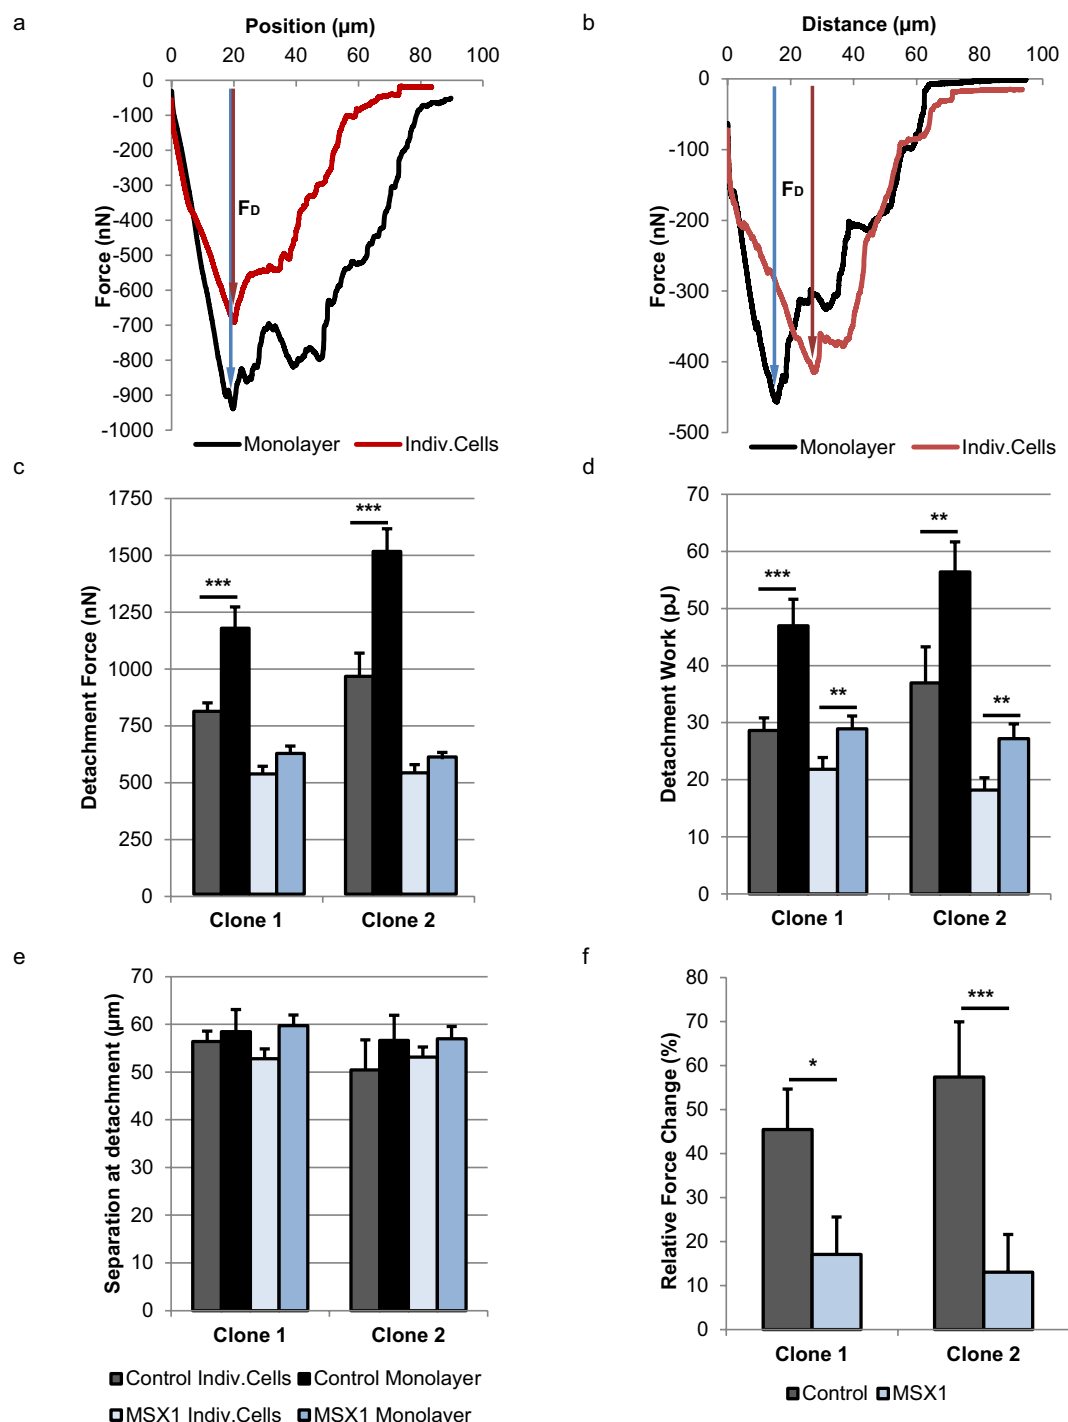 a
Position (µm)
0 20 40 60 80 100
0
-100
-200
-300
-400
-500
-600
-700
-800
-900
-1000
Force (nN)
FD
Monolayer Indiv.Cells
b
Distance (µm)
0 20 40 60 80 100
0
-100
-200
-300
-400
-500
Force (nN)
FD
Monolayer Indiv.Cells
c
1750
1500
1250
1000
750
500
250
0
Detachment Force (nN)
***
***
Clone 1 Clone 2
d
70
60
50
40
30
20
10
0
Detachment Work (pJ)
***
**
**
**
Clone 1 Clone 2
e
70
60
50
40
30
20
10
0
Separation at detachment (µm)
Clone 1 Clone 2
Control Indiv.Cells Control Monolayer
MSX1 Indiv.Cells MSX1 Monolayer
f
80
70
60
50
40
30
20
10
0
Relative Force Change (%)
*
***
Clone 1 Clone 2
Control MSX1